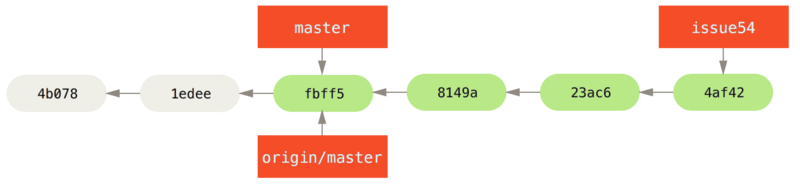 master
issue54
4b078
1edee
fbff5
8149a
23ac6
4af42
origin/master